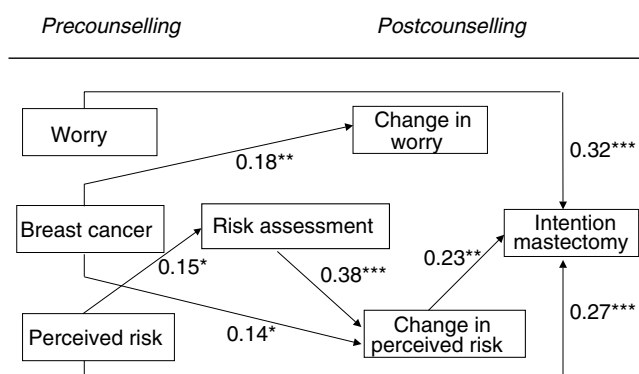 Precounselling Postcounselling
Worry
Change in
worry
0.18**
0.32***
Breast cancer
Risk assessment
Intention
mastectomy
0.15*
0.38***
0.23**
Perceived risk
0.14*
Change in
perceived risk
0.27***